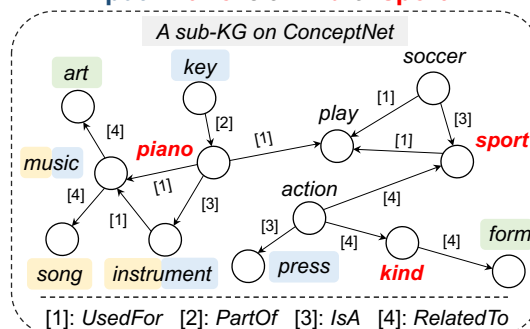 A sub-KG on ConceptNet
art
key
soccer
[1]
play
[3]
[4]
[2]
[1]
[1]
sport
music
piano
[1]
[4]
[1]
[3]
action
[4]
[3]
[4]
[4]
form
song
instrument
press
kind
[1]: UsedFor [2]: PartOf [3]: IsA [4]: RelatedTo